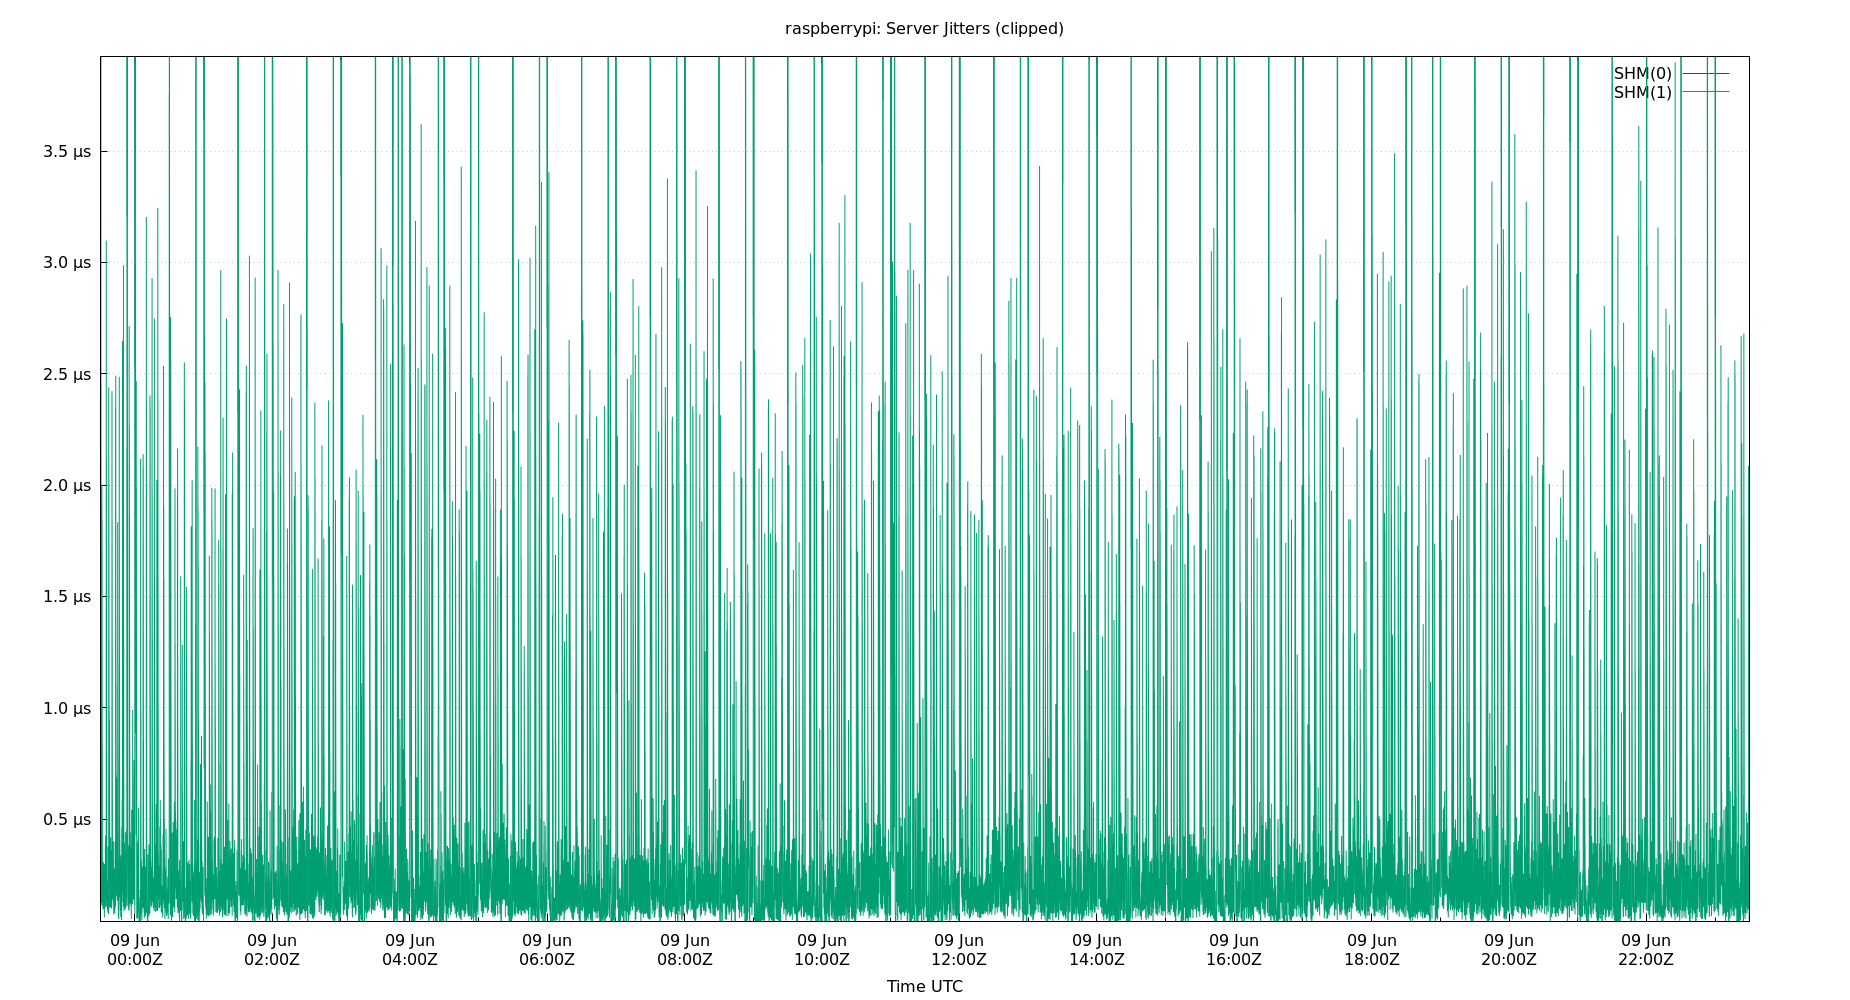 raspberrypi: Server Jitters (clipped)
SHM(0)
SHM(1)
3.5 µs
3.0 µs
2.5 µs
2.0 µs
1.5 µs
1.0 µs
0.5 µs
09 Jun 09 Jun 09 Jun 09 Jun 09 Jun 09 Jun 09 Jun 09 Jun 09 Jun 09 Jun 09 Jun 09 Jun
00:00Z 02:00Z 04:00Z 06:00Z 08:00Z 10:00Z 12:00Z 14:00Z 16:00Z 18:00Z 20:00Z 22:00Z
Time UTC